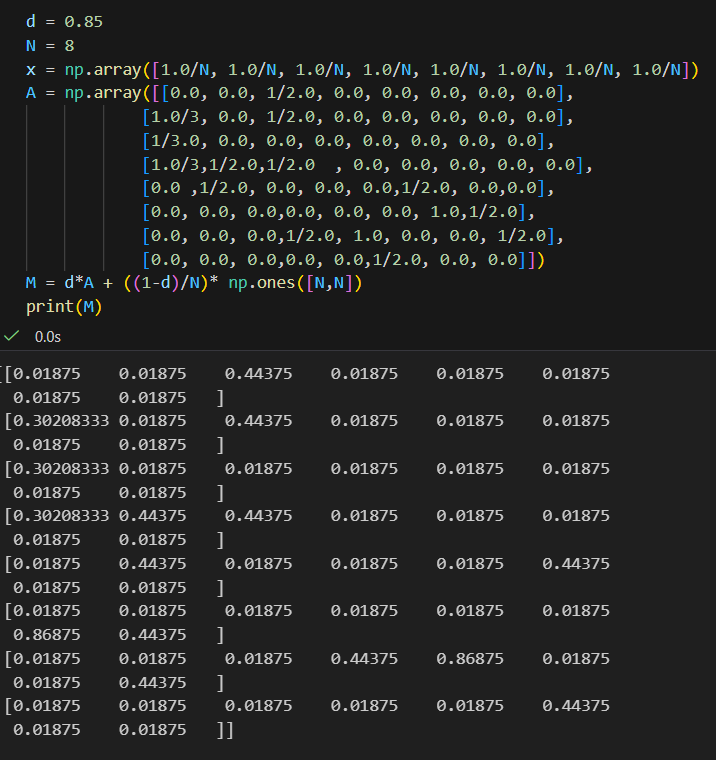 d = 0.85
N = 8
x = np.array([1.0/N, 1.0/N, 1.0/N, 1.0/N, 1.0/N, 1.0/N, 1.0/N, 1.0/N])
A = np.array([[0.0, 0.0, 1/2.0, 0.0, 0.0, 0.0, 0.0, 0.0],
[1.0/3, 0.0, 1/2.0, 0.0, 0.0, 0.0, 0.0, 0.0],
[1/3.0, 0.0, 0.0, 0.0, 0.0, 0.0, 0.0, 0.0],
[1.0/3,1/2.0,1/2.0  , 0.0, 0.0, 0.0, 0.0, 0.0],
[0.0 ,1/2.0, 0.0, 0.0, 0.0,1/2.0, 0.0,0.0],
[0.0, 0.0, 0.0,0.0, 0.0, 0.0, 1.0,1/2.0],
[0.0, 0.0, 0.0,1/2.0, 1.0, 0.0, 0.0, 1/2.0],
[0.0, 0.0, 0.0,0.0, 0.0,1/2.0, 0.0, 0.0]])
M = d*A + ((1-d)/N)* np.ones([N,N])
print(M)
0.0s
[[0.01875    0.01875    0.44375    0.01875    0.01875    0.01875
0.01875    0.01875   ]
[0.30208333 0.01875    0.44375    0.01875    0.01875    0.01875
0.01875    0.01875   ]
[0.30208333 0.01875    0.01875    0.01875    0.01875    0.01875
0.01875    0.01875   ]
[0.30208333 0.44375    0.44375    0.01875    0.01875    0.01875
0.01875    0.01875   ]
[0.01875    0.44375    0.01875    0.01875    0.01875    0.44375
0.01875    0.01875   ]
[0.01875    0.01875    0.01875    0.01875    0.01875    0.01875
0.86875    0.44375   ]
[0.01875    0.01875    0.01875    0.44375    0.86875    0.01875
0.01875    0.44375   ]
[0.01875    0.01875    0.01875    0.01875    0.01875    0.44375
0.01875    0.01875   ]]